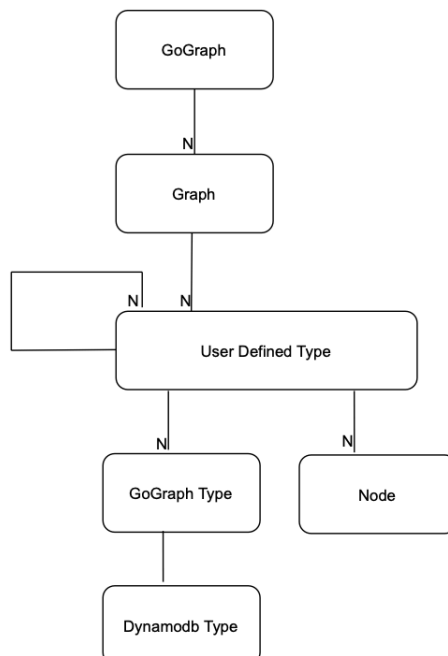 GoGraph
N
Graph
N
N
User Defined Type
N
N
GoGraph Type
Node
Dynamodb Type